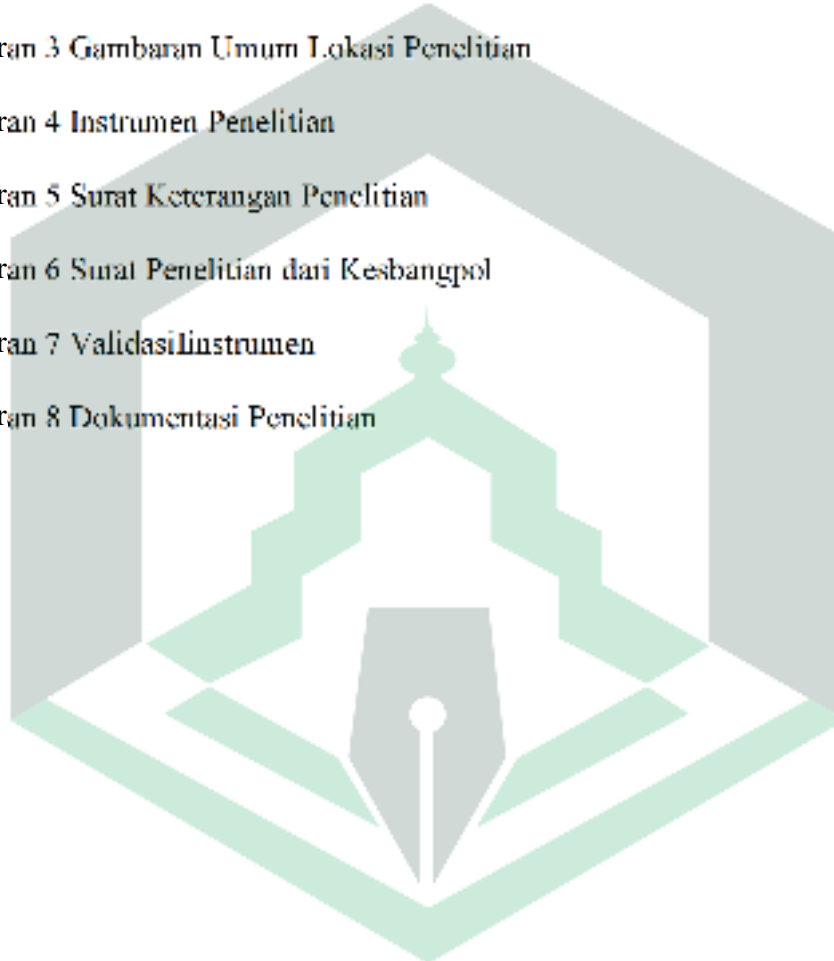 ran 3 Gambaran Umum Lokasi Penelitian
ran 4 Instrumen Penelitian
ran 5 Surat Keterangan Penelitian
ran 6 Surat Penelitian dari Kesbangpol
ran 7 ValidasiIinstrumen
ran 8 Dokumentasi Penelitian